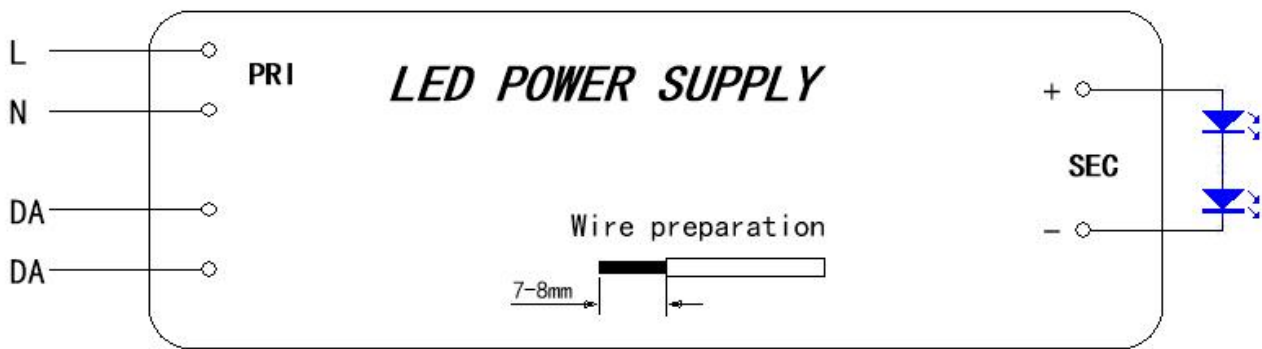 L
PRI
LED POWER SUPPLY
N
+
SEC
DA
Wire preparation
-
DA
7-8mm